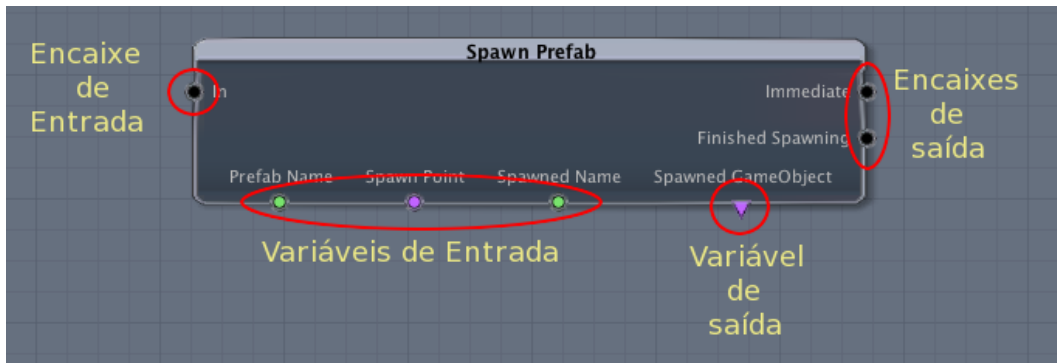 Spawn Prefab
Encaixe
de
Entrada
In
Immediate
Finished Spawning
Encaixes
de
saída
Prefab Name
Spawn Point
Spawned Name
Spawned GameObject
Variáveis de Entrada
Variável
de
saída